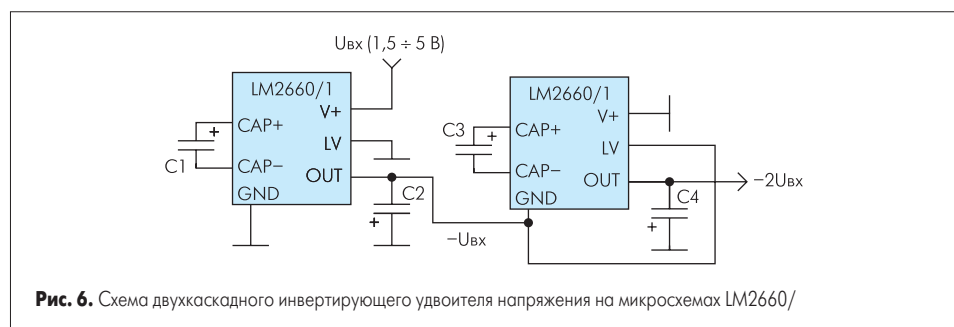 Uвх (1,5 ÷ 5 В)
LM2660/1
V+
CAP+
LV
C1
CAP−
OUT
GND
C2
−Uвх
LM2660/1
V+
C3
CAP+
LV
CAP−
OUT
GND
C4
−2Uвх
Рис. 6. Схема двухкаскадного инвертирующего удвоителя напряжения на микросхемах LM2660/